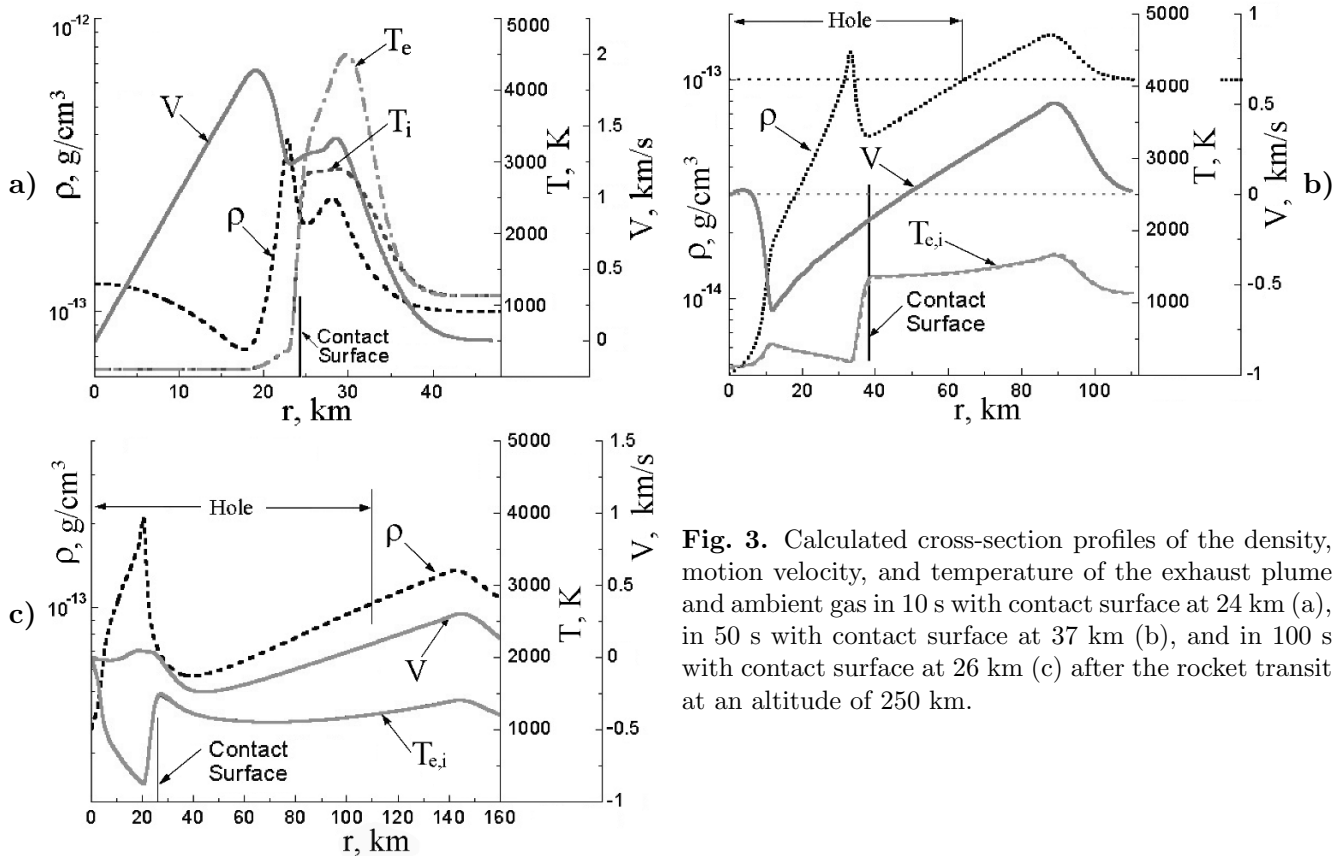 a)
10⁻¹²
10⁻¹³
ρ, g/cm³
V
ρ
Tₑ
Tᵢ
Contact
Surface
0 10 20 30 40
r, km
5000
4000
3000
2000
1000
0
T, K
2
1.5
1
0.5
0
V, km/s
b)
Hole
10⁻¹³
10⁻¹⁴
ρ, g/cm³
ρ
V
Tₑ,ᵢ
Contact
Surface
0 20 40 60 80 100
r, km
5000
4000
3000
2000
1000
0
T, K
1
0.5
0
-0.5
-1
V, km/s
c)
Hole
10⁻¹³
ρ, g/cm³
ρ
V
Tₑ,ᵢ
Contact
Surface
0 20 40 60 80 100 120 140 160
r, km
5000
4000
3000
2000
1000
0
T, K
1.5
1
0.5
0
-0.5
-1
V, km/s
Fig. 3. Calculated cross-section profiles of the density,
motion velocity, and temperature of the exhaust plume
and ambient gas in 10 s with contact surface at 24 km (a),
in 50 s with contact surface at 37 km (b), and in 100 s
with contact surface at 26 km (c) after the rocket transit
at an altitude of 250 km.